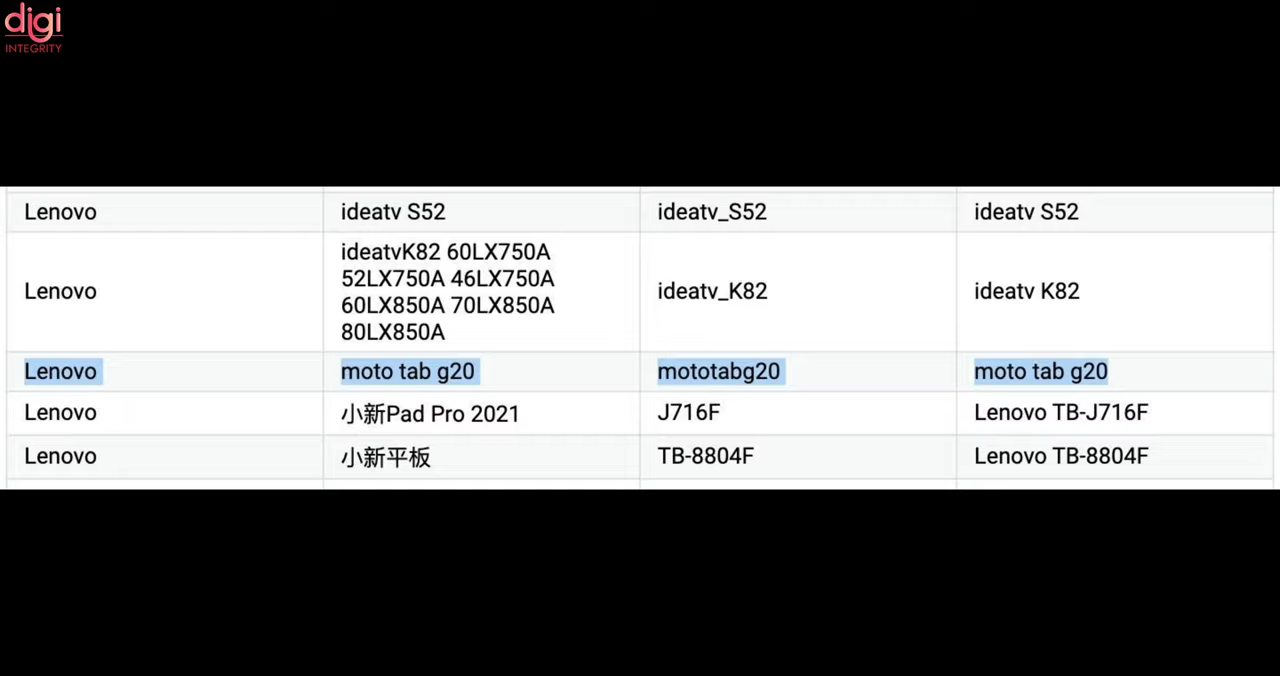 digi
INTEGRITY
Lenovo ideatv S52 ideatv_S52 ideatv S52
Lenovo ideatvK82 60LX750A 52LX750A 46LX750A 60LX850A 70LX850A 80LX850A ideatv_K82 ideatv K82
Lenovo moto tab g20 mototabg20 moto tab g20
Lenovo 小新Pad Pro 2021 J716F Lenovo TB-J716F
Lenovo 小新平板 TB-8804F Lenovo TB-8804F